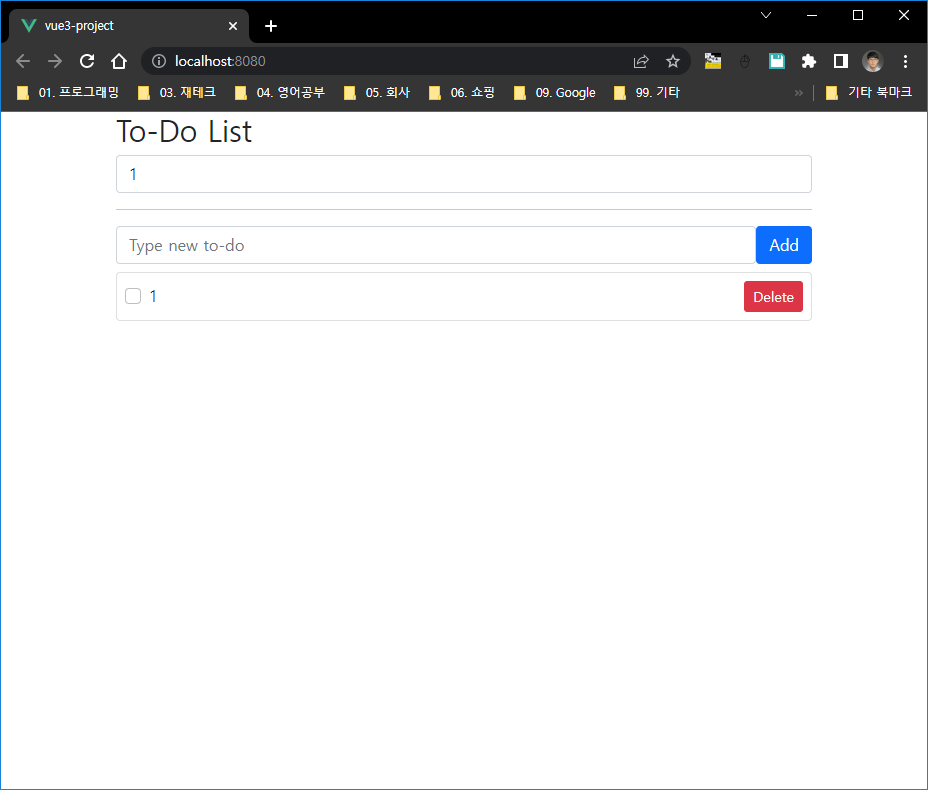 vue3-project
localhost:8080
01. 프로그래밍 03. 재테크 04. 영어공부 05. 회사 06. 쇼핑 09. Google 99. 기타 » 기타 북마크
To-Do List
1
Type new to-do Add
1 Delete